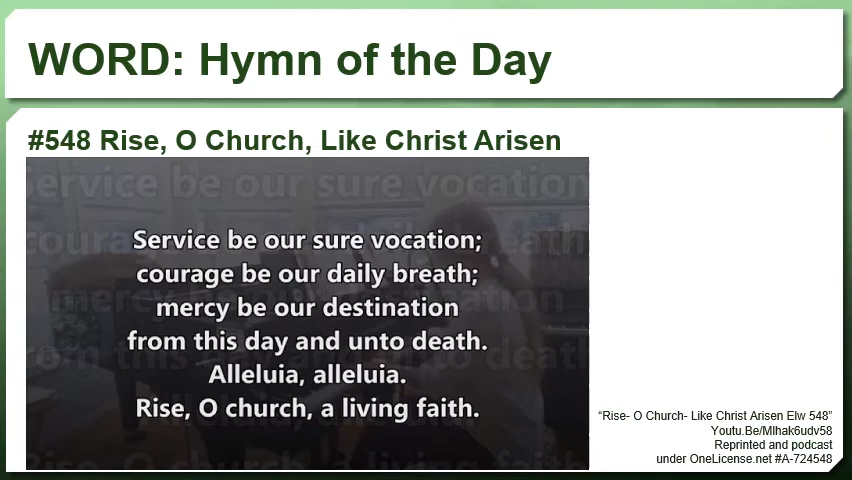 WORD: Hymn of the Day
#548 Rise, O Church, Like Christ Arisen
Service be our sure vocation;
courage be our daily breath;
mercy be our destination
from this day and unto death.
Alleluia, alleluia.
Rise, O church, a living faith.
“Rise- O Church- Like Christ Arisen Elw 548”
Youtu.Be/MIhak6udv58
Reprinted and podcast
under OneLicense.net #A-724548